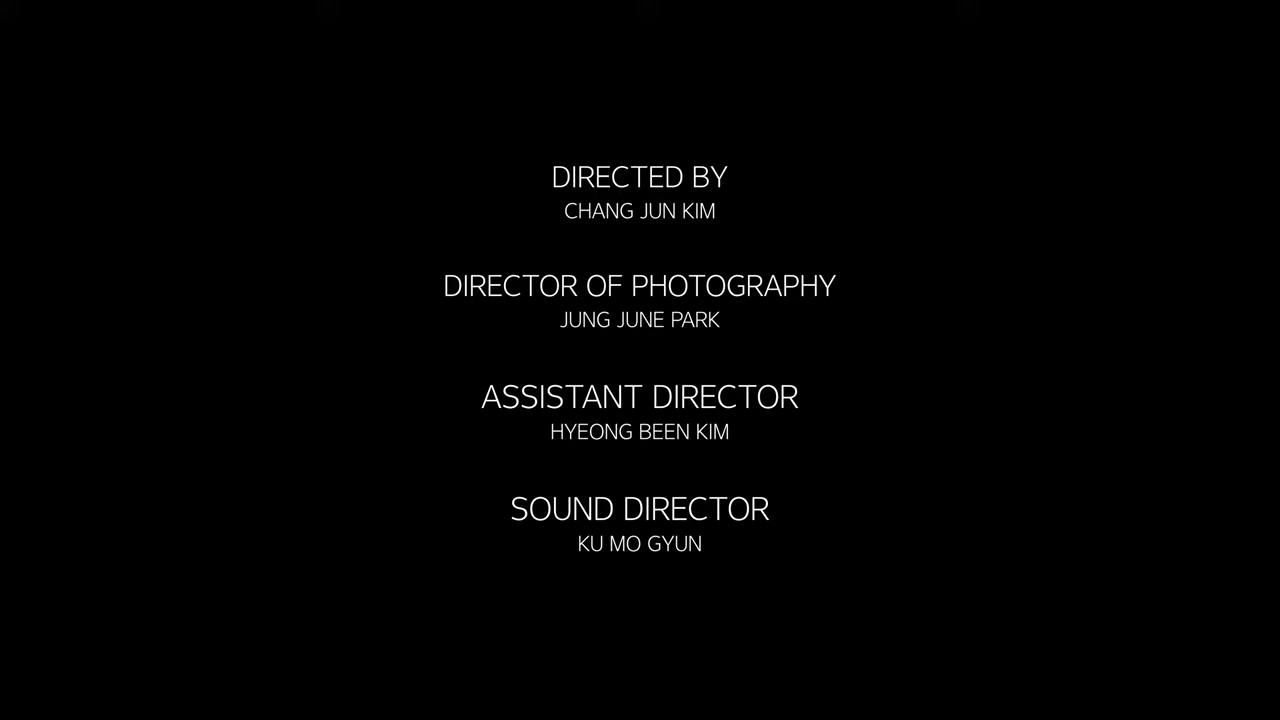 DIRECTED BY
CHANG JUN KIM
DIRECTOR OF PHOTOGRAPHY
JUNG JUNE PARK
ASSISTANT DIRECTOR
HYEONG BEEN KIM
SOUND DIRECTOR
KU MO GYUN